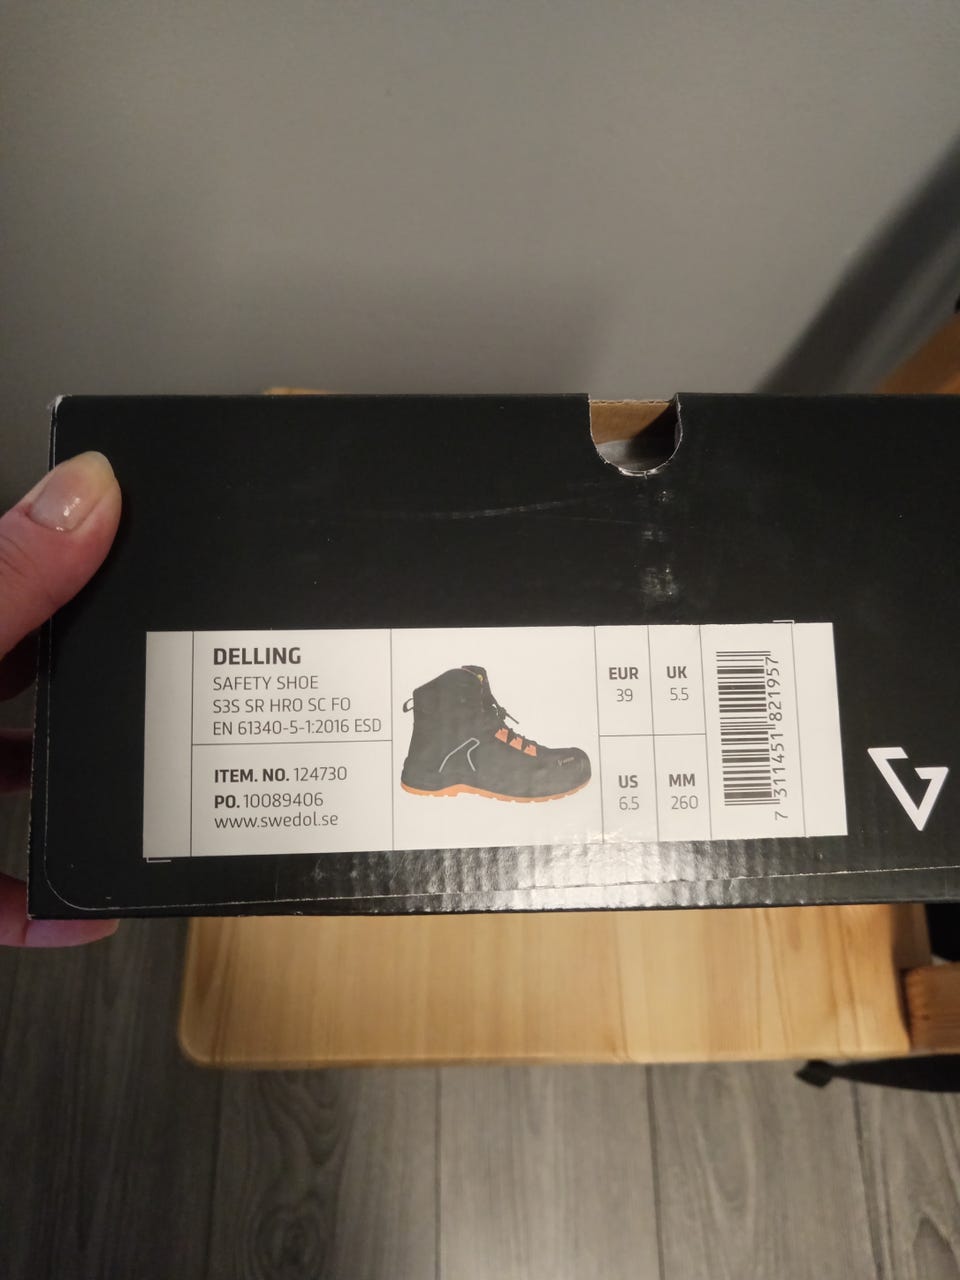 DELLING
SAFETY SHOE
S3S SR HRO SC FO
EN 61340-5-1:2016 ESD
ITEM. NO. 124730
PO. 10089406
www.swedol.se
EUR
39
UK
5.5
US
6.5
MM
260
7 311451 821957